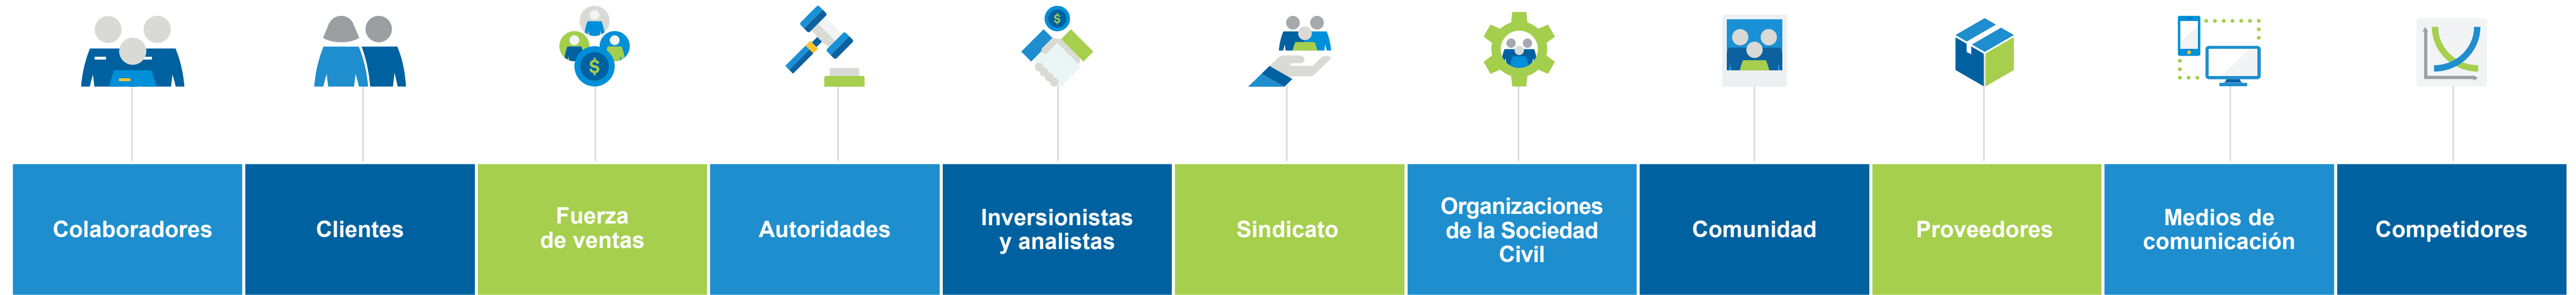 Colaboradores
Clientes
Fuerza
de ventas
Autoridades
Inversionistas
y analistas
Sindicato
Organizaciones
de la Sociedad
Civil
Comunidad
Proveedores
Medios de
comunicación
Competidores
$
$
$